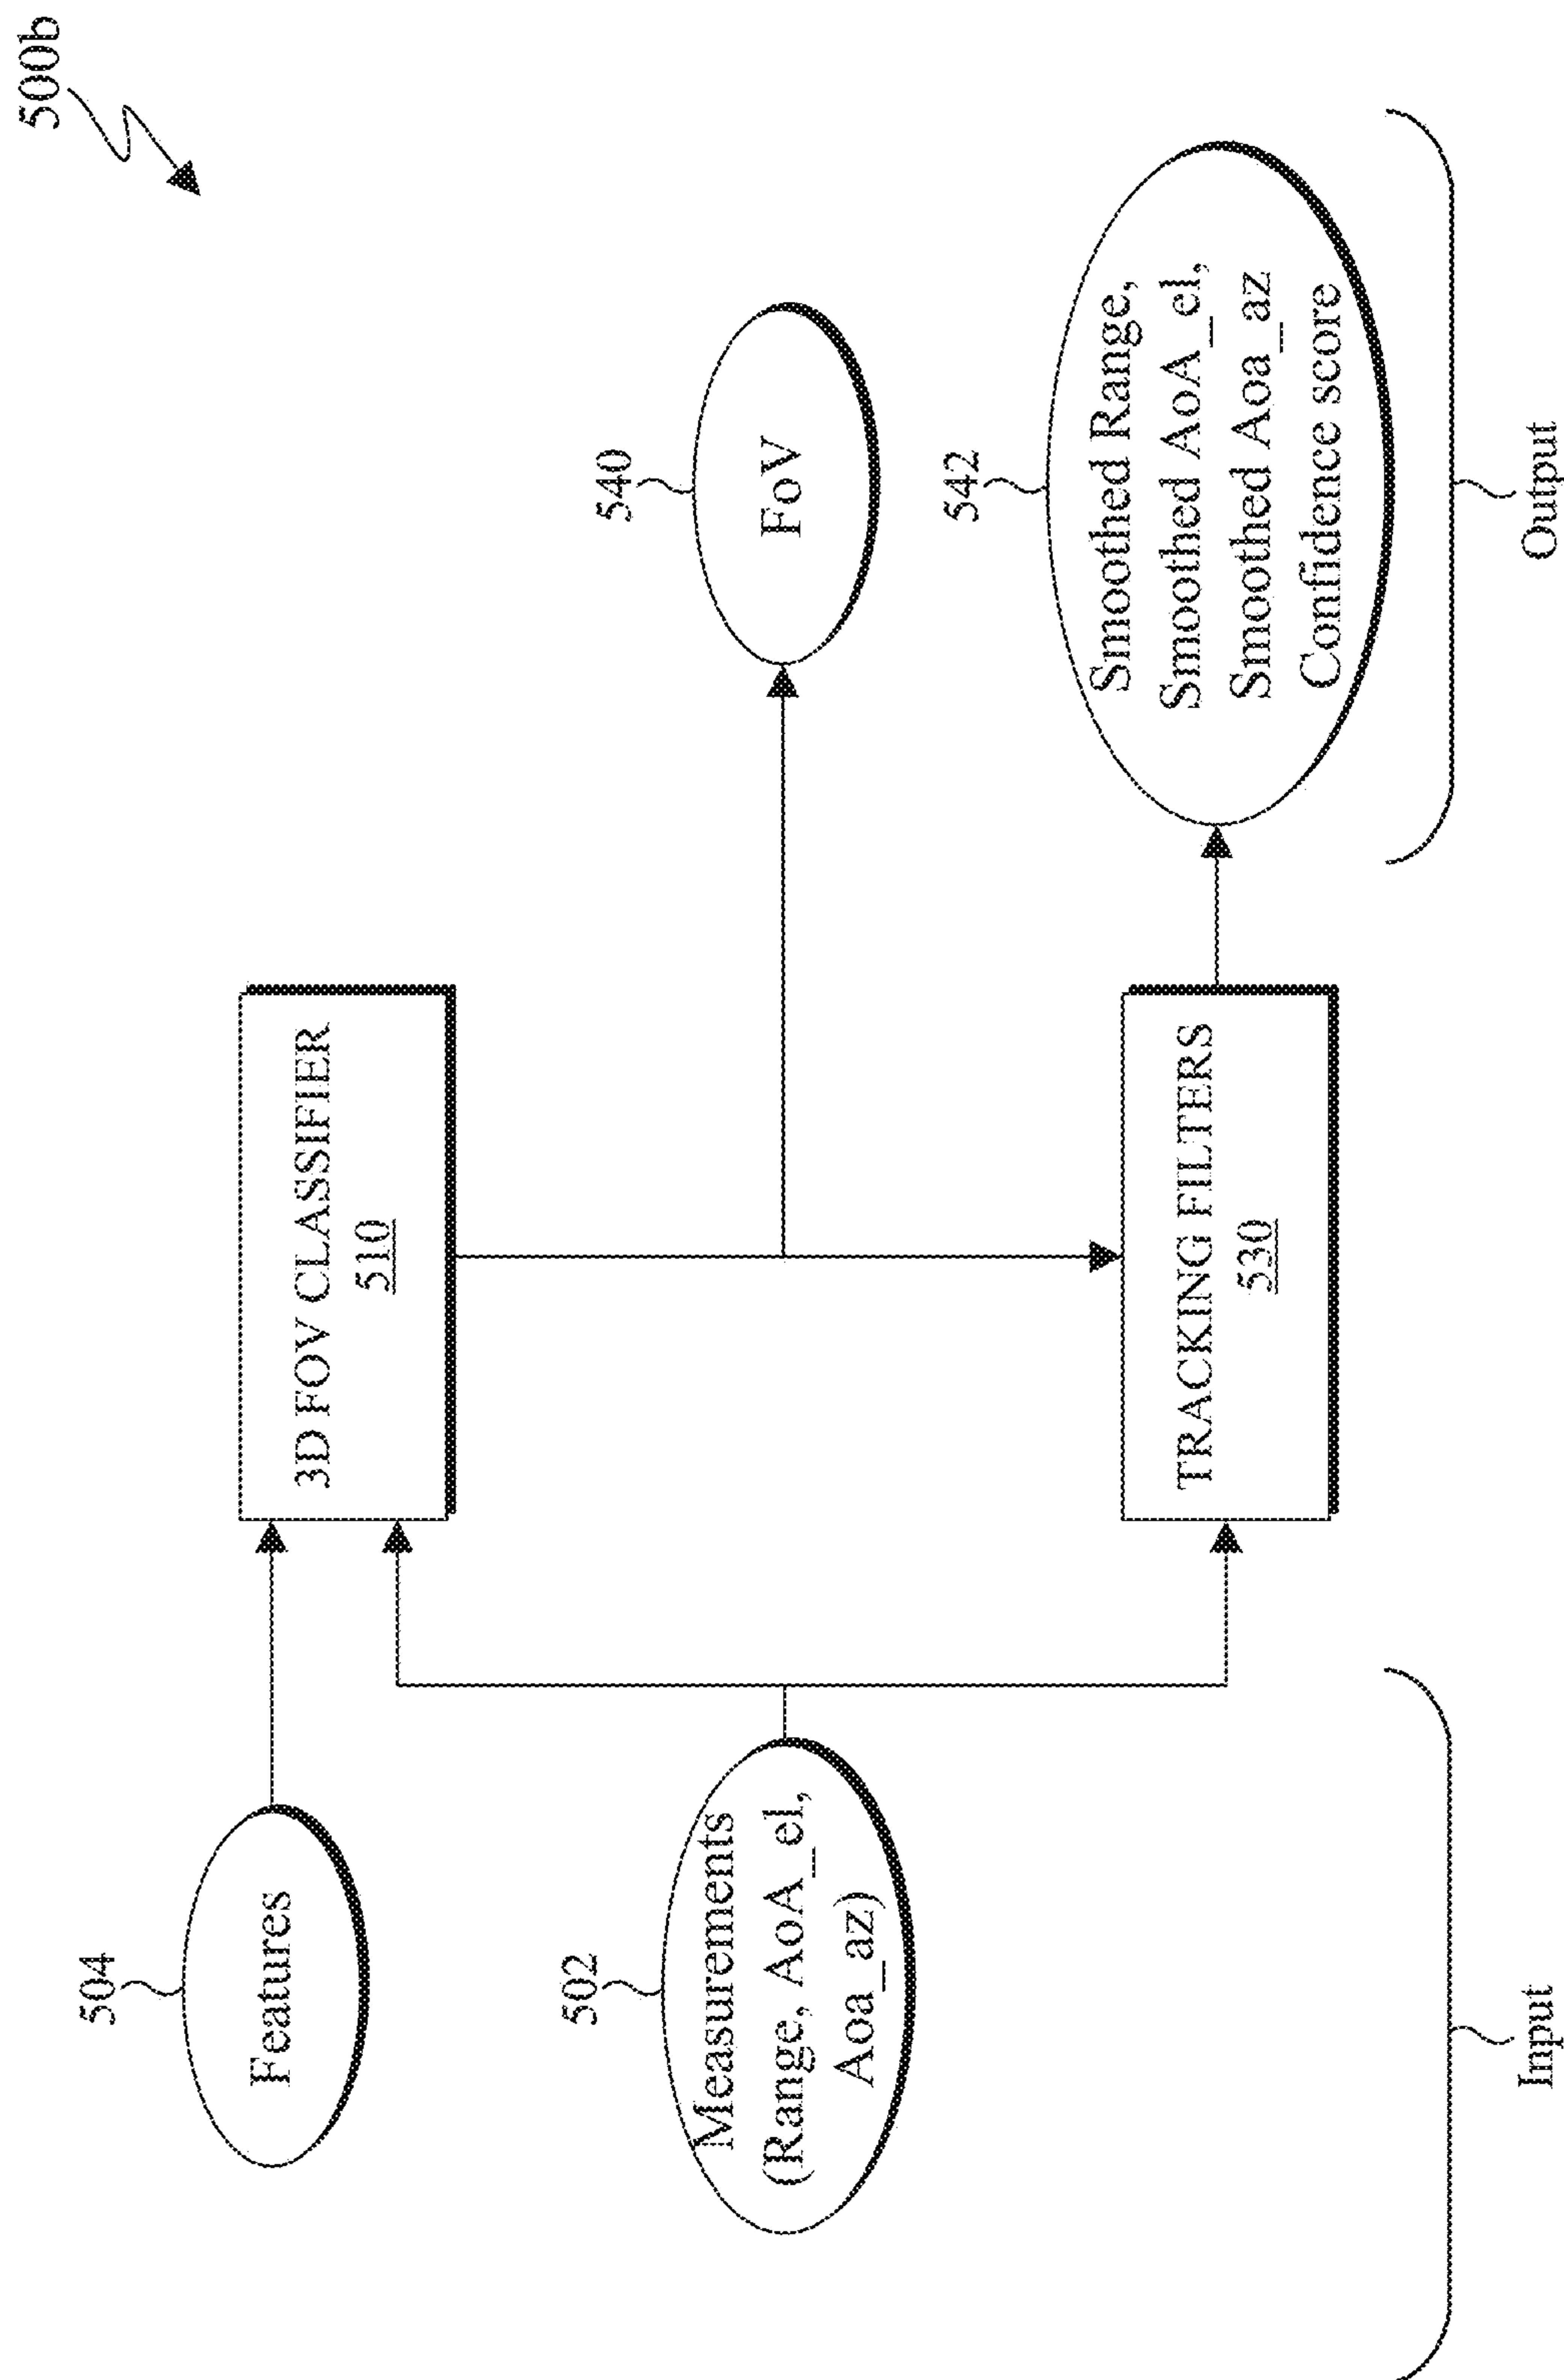 500b
504
Features
502
Measurements
(Range, AoA_el,
Aoa_az)
Input
3D FOV CLASSIFIER
510
TRACKING FILTERS
530
540
FoV
542
Smoothed Range,
Smoothed AoA_el,
Smoothed Aoa_az
Confidence score
Output